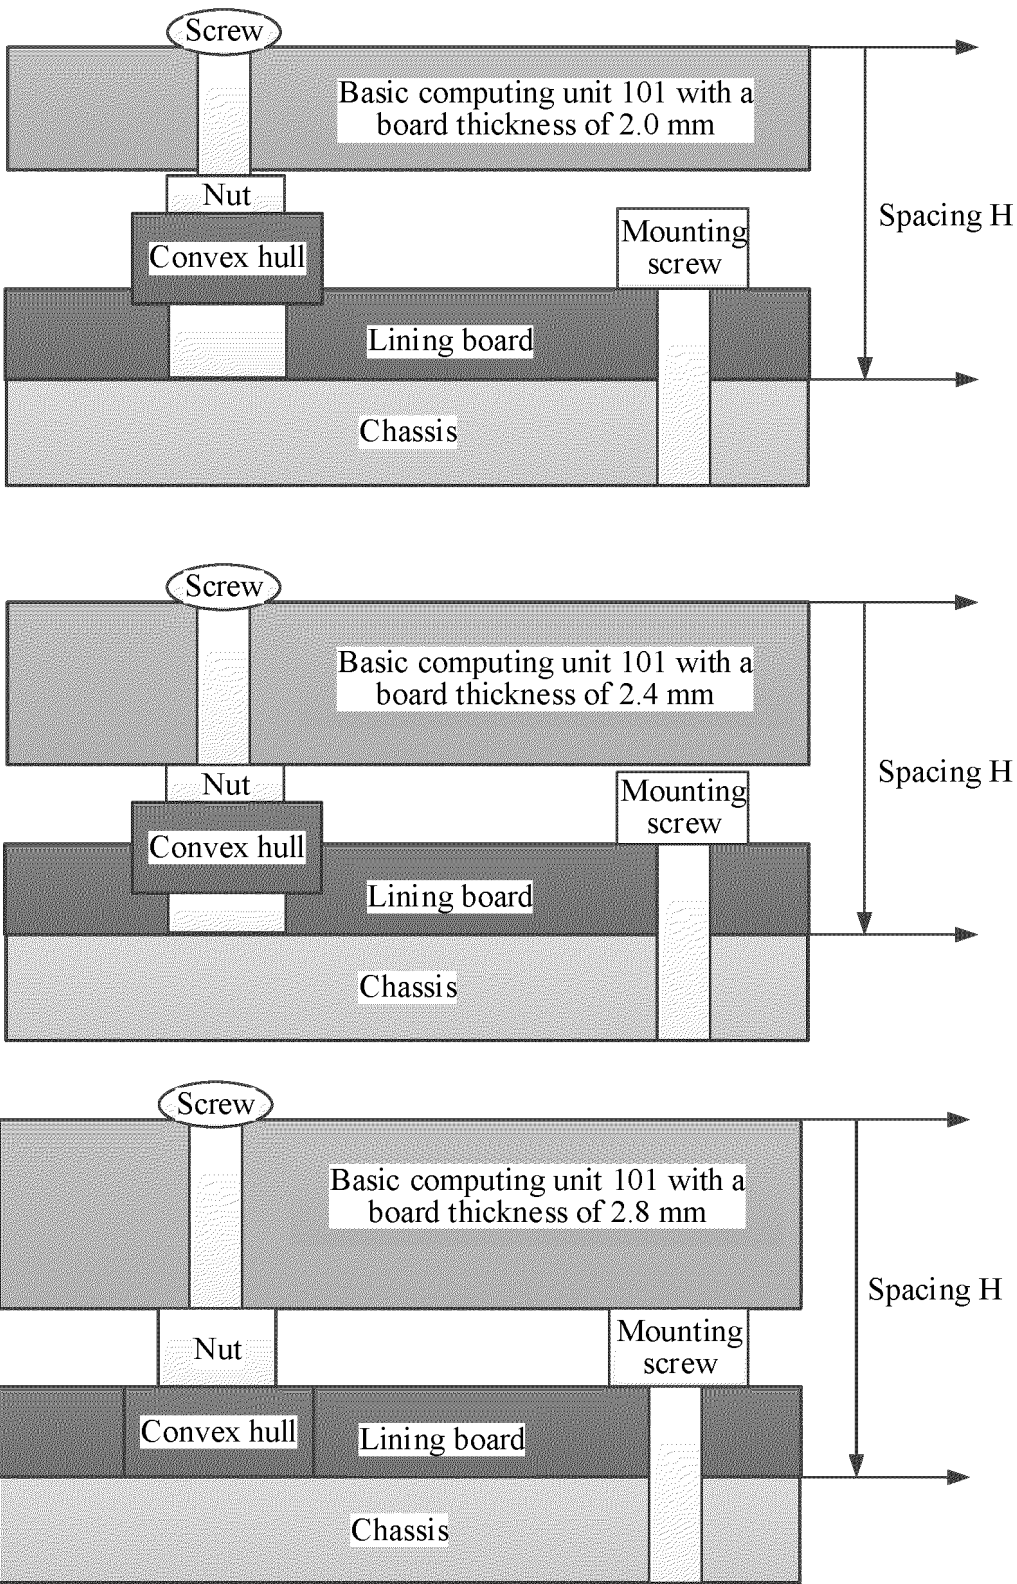 Screw
Basic computing unit 101 with a
board thickness of 2.0 mm
Nut
Spacing H
Mounting
screw
Convex hull
Lining board
Chassis
Screw
Basic computing unit 101 with a
board thickness of 2.4 mm
Nut
Spacing H
Mounting
screw
Convex hull
Lining board
Chassis
Screw
Basic computing unit 101 with a
board thickness of 2.8 mm
Spacing H
Nut
Mounting
screw
Convex hull
Lining board
Chassis